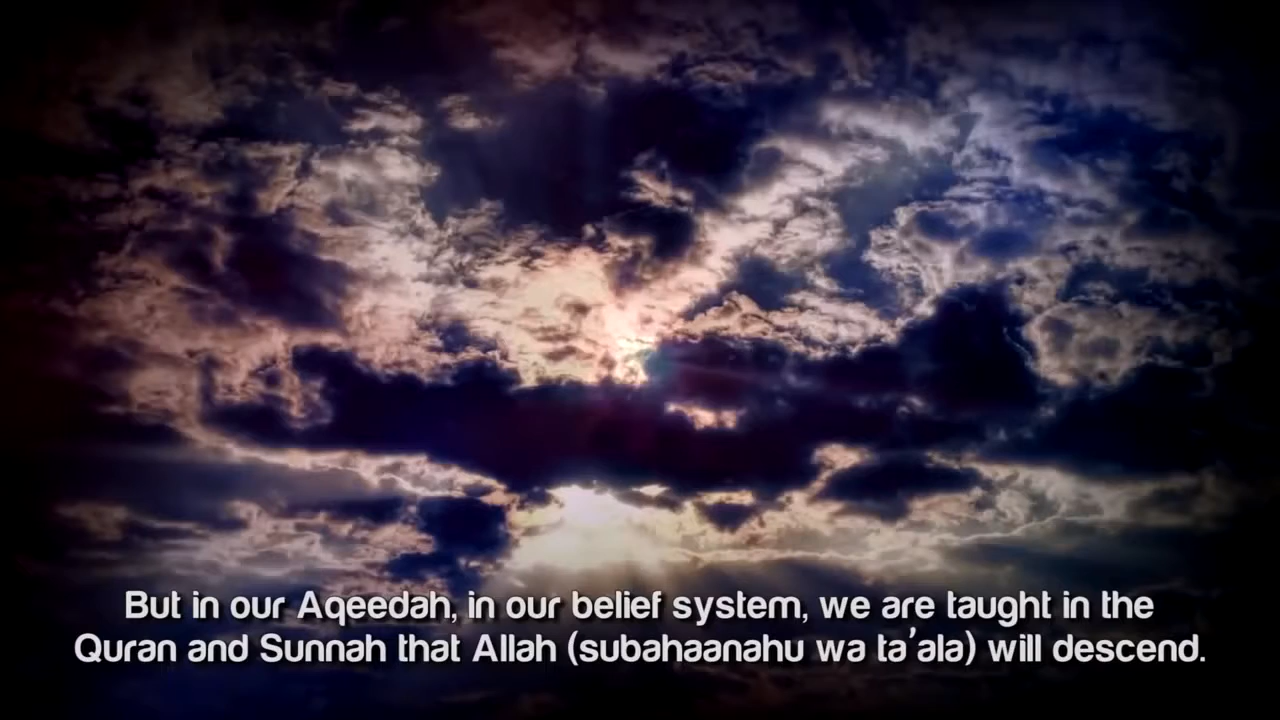 But in our Aqeedah, in our belief system, we are taught in the
Quran and Sunnah that Allah (subahaanahu wa ta'ala) will descend.